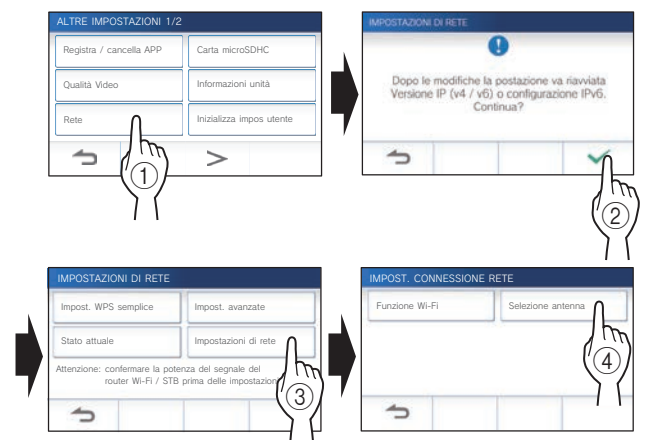 ALTRE IMPOSTAZIONI 1/2
Registra / cancella APP
Carta microSDHC
Qualità Video
Informazioni unità
Rete
Inizializza impos utente
>
1
IMPOSTAZIONI DI RETE
!
Dopo le modifiche la postazione va riavviata
Versione IP (v4 / v6) o configurazione IPv6.
Continua?
2
IMPOSTAZIONI DI RETE
Impost. WPS semplice
Impost. avanzate
Stato attuale
Impostazioni di rete
Attenzione: confermare la potenza del segnale del
router Wi-Fi / STB prima delle impostazion
3
IMPOST. CONNESSIONE RETE
Funzione Wi-Fi
Selezione antenna
4